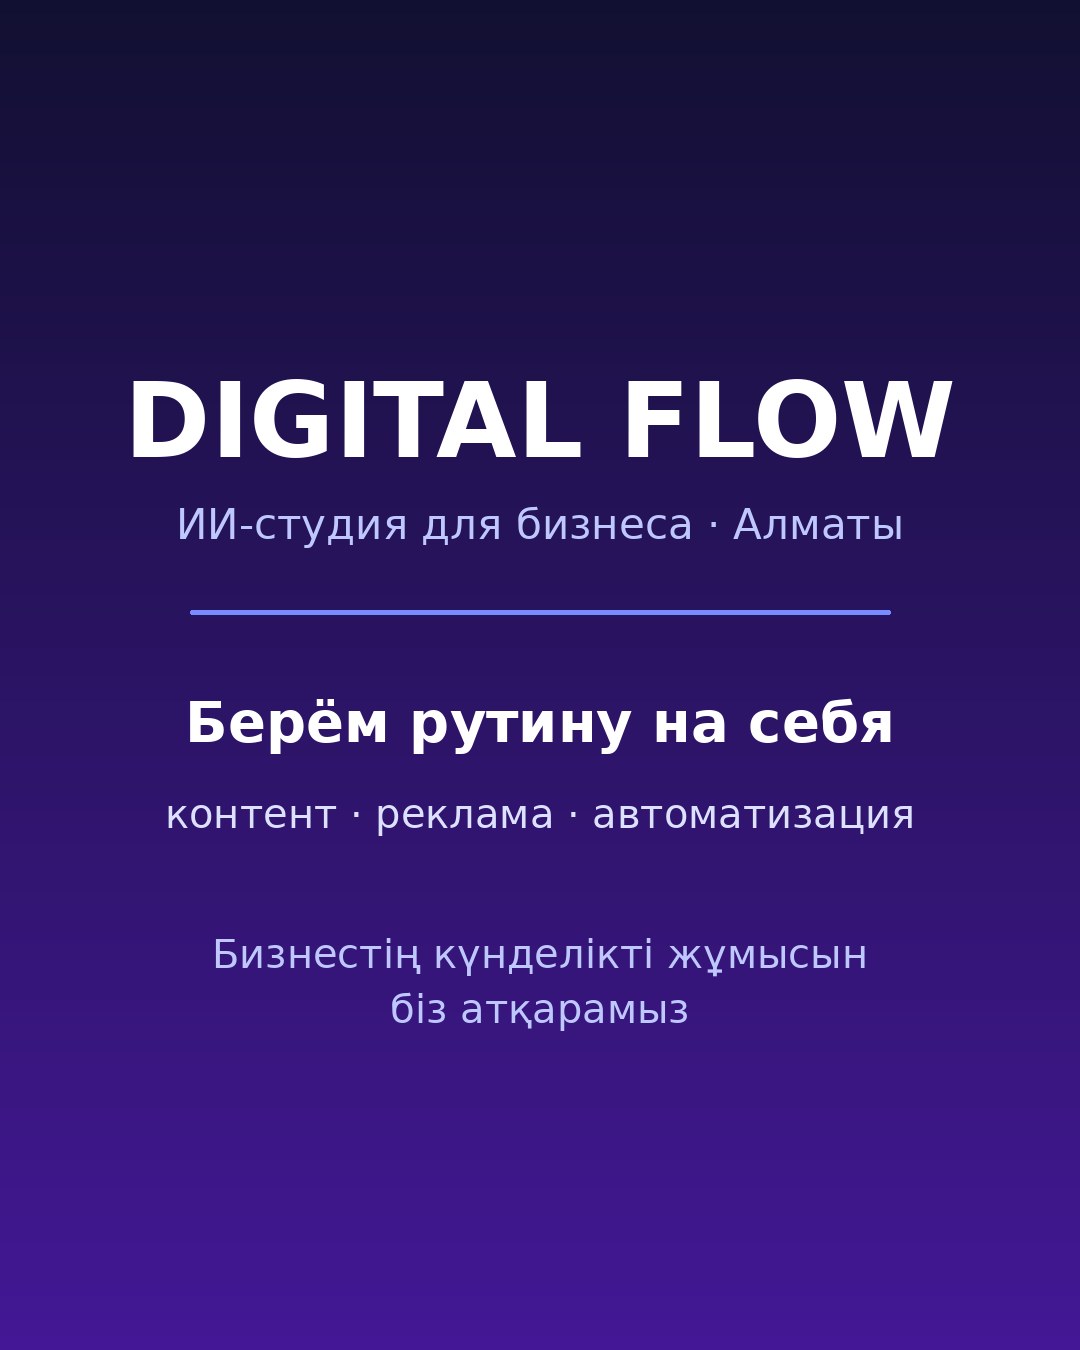 DIGITAL FLOW
ИИ-студия для бизнеса · Алматы
Берём рутину на себя
контент · реклама · автоматизация
Бизнестің күнделікті жұмысын
біз атқарамыз